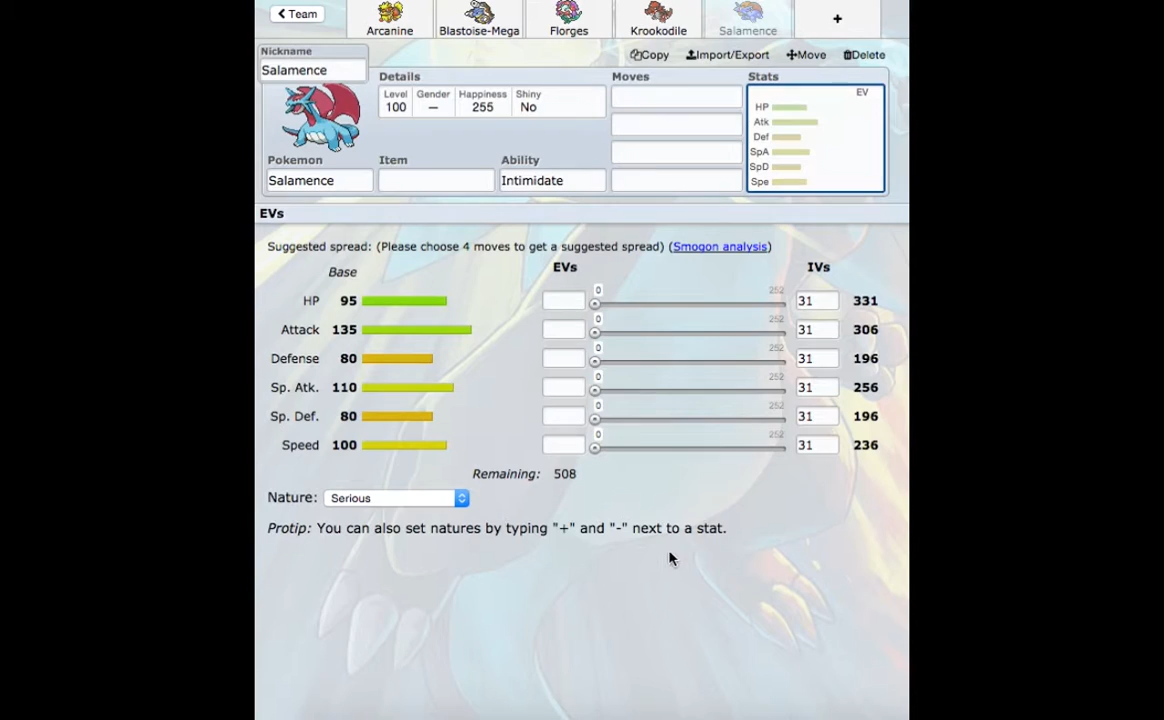 Team
Arcanine Blastoise-Mega Florges Krookodile Salamence +
Nickname
Copy Import/Export Move Delete
Salamence
Details Moves Stats
Level Gender Happiness Shiny
100 — 255 No
EV
HP
Atk
Def
SpA
SpD
Spe
Pokemon Item Ability
Salamence Intimidate
EVs
Suggested spread: (Please choose 4 moves to get a suggested spread) (Smogon analysis)
Base EVs IVs
HP 95 0 252 31 331
Attack 135 0 252 31 306
Defense 80 0 252 31 196
Sp. Atk. 110 0 252 31 256
Sp. Def. 80 0 252 31 196
Speed 100 0 252 31 236
Remaining: 508
Nature: Serious
Protip: You can also set natures by typing "+" and "-" next to a stat.